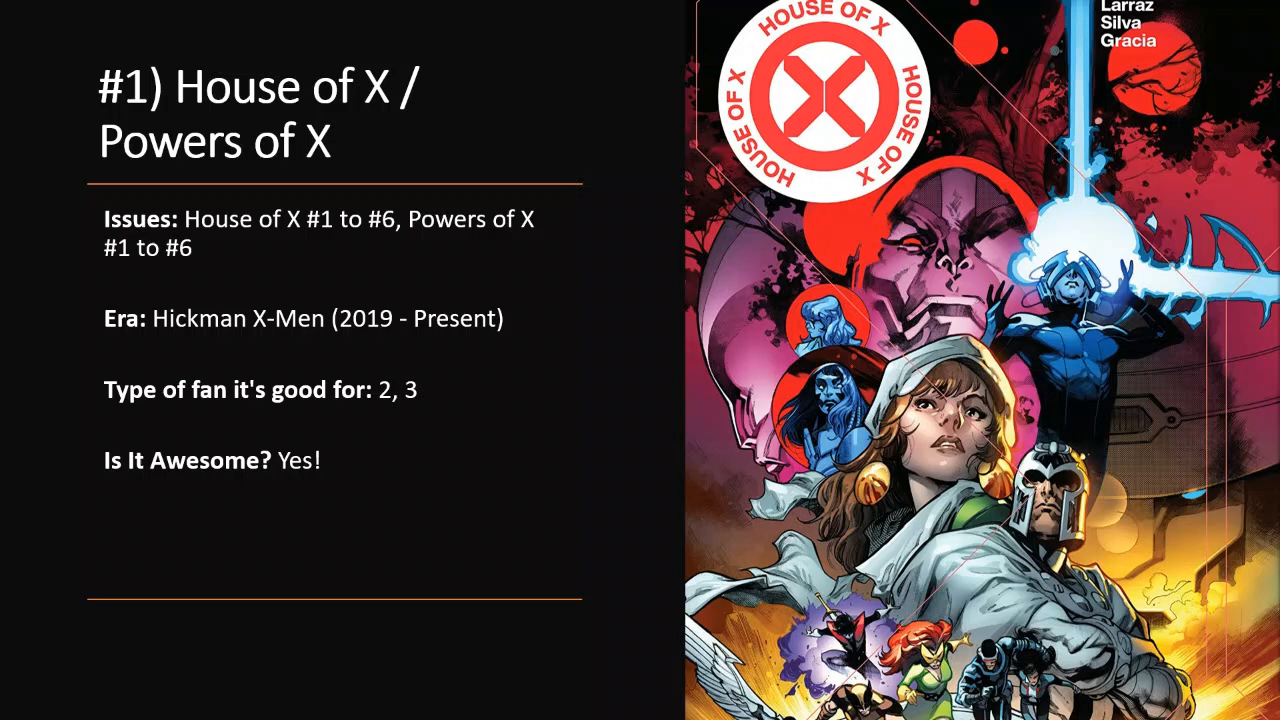 #1) House of X /
Powers of X
Issues: House of X #1 to #6, Powers of X
#1 to #6
Era: Hickman X-Men (2019 - Present)
Type of fan it's good for: 2, 3
Is It Awesome? Yes!
HOUSE OF X
HOUSE OF X
HOUSE OF X
HOUSE OF X
X
Larraz
Silva
Gracia